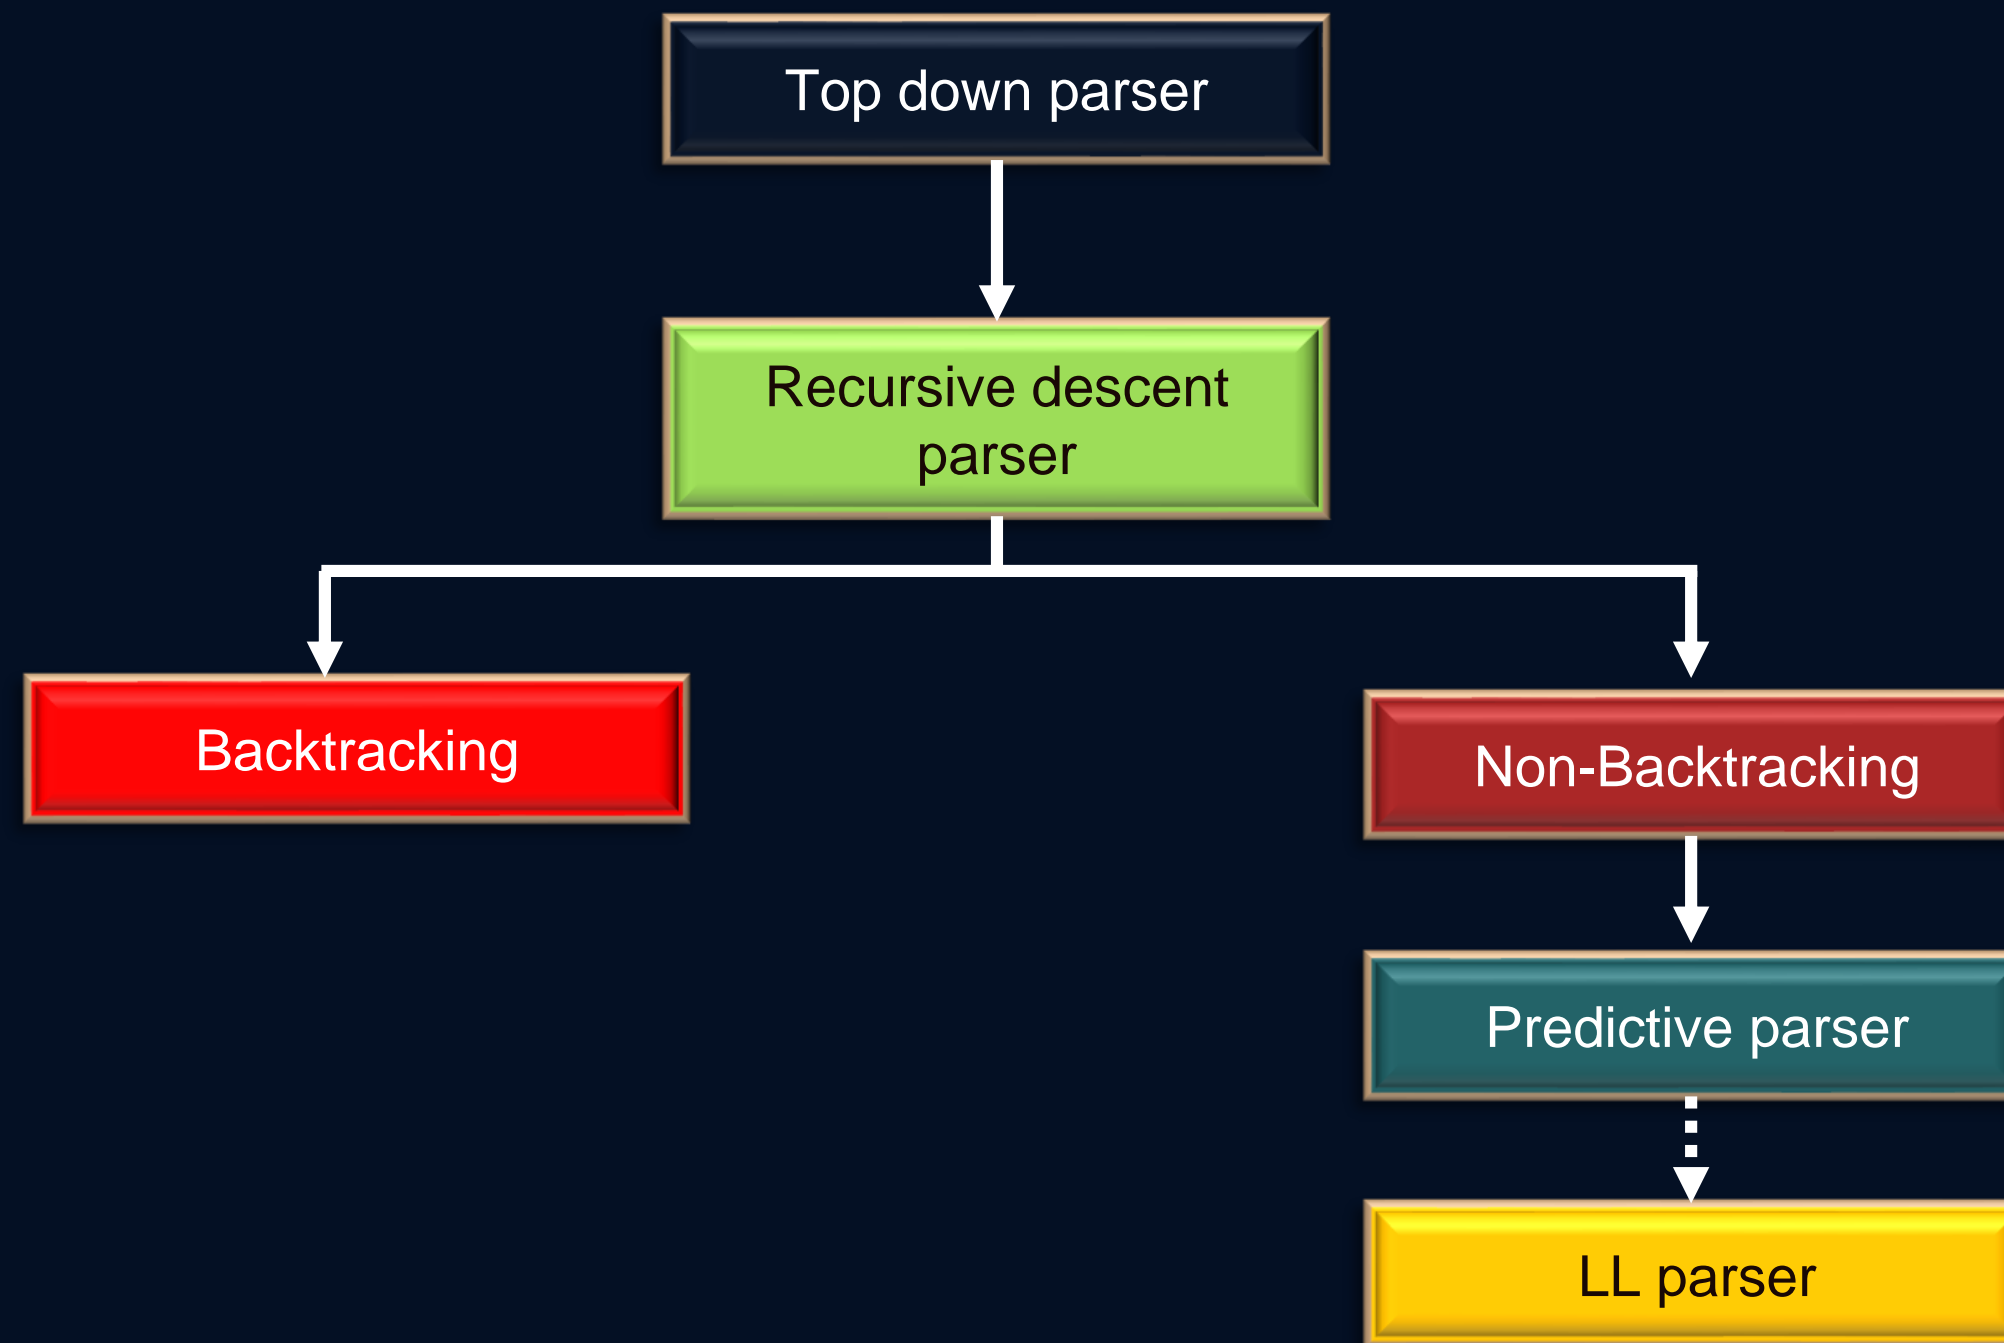 Top down parser
Recursive descent
parser
Backtracking
Non-Backtracking
Predictive parser
LL parser